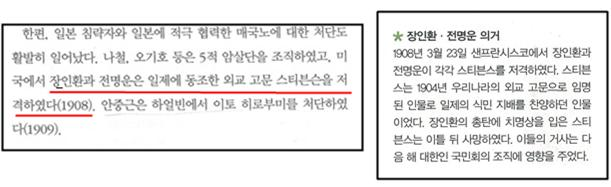 한편, 일본 침략자와 일본에 적극 협력한 매국노에 대한 처단도
활발히 일어났다. 나철, 오기호 등은 5적 암살단을 조직하였고, 미
국에서 장인환과 전명운은 일제에 동조한 외교 고문 스티븐슨을 저
격하였다(1908). 안중근은 하얼빈에서 이토 히로부미를 처단하였
다(1909).
* 장인환·전명운 의거
1908년 3월 23일 샌프란시스코에서 장인환과
전명운이 각각 스티븐스를 저격하였다. 스티븐
스는 1904년 우리나라의 외교 고문으로 임명
된 인물로 일제의 식민 지배를 찬양하던 인물
이었다. 장인환의 총탄에 치명상을 입은 스티
븐스는 이틀 뒤 사망하였다. 이들의 거사는 다
음 해 대한인 국민회의 조직에 영향을 주었다.